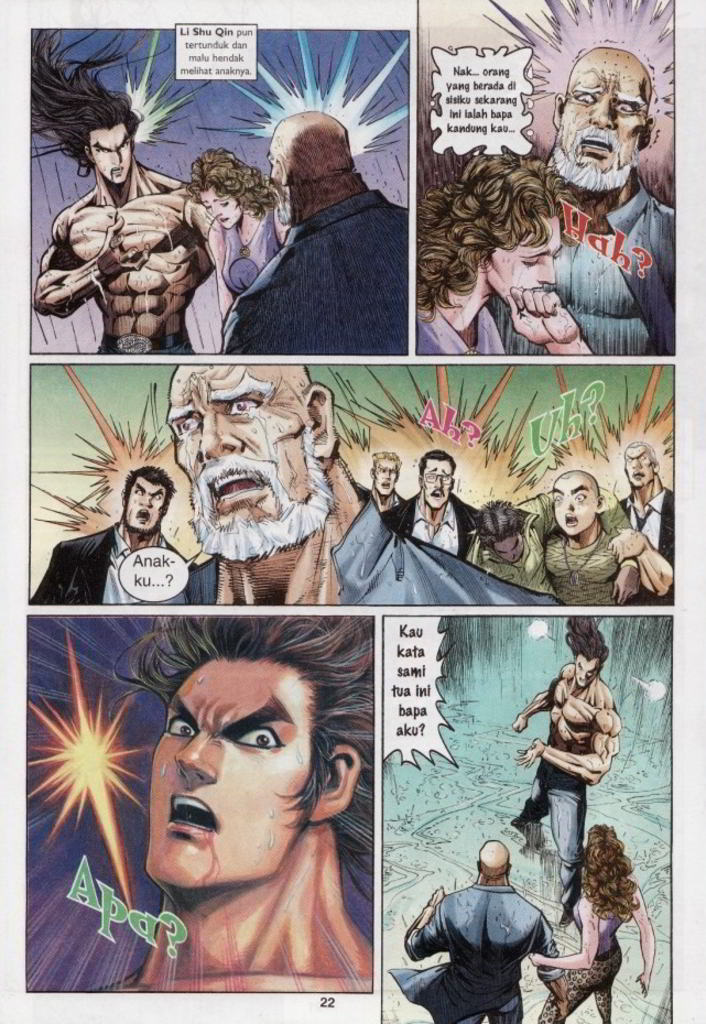 Li Shu Qin pun
tertunduk dan
malu hendak
melihat anaknya.
Nak... orang
yang berada di
sisiku sekarang
ini ialah bapa
kandung kau...
Hah?
Ah?
Uh?
Anak-
ku...?
Apa?
Kau
kata
sami
tua ini
bapa
aku?
22